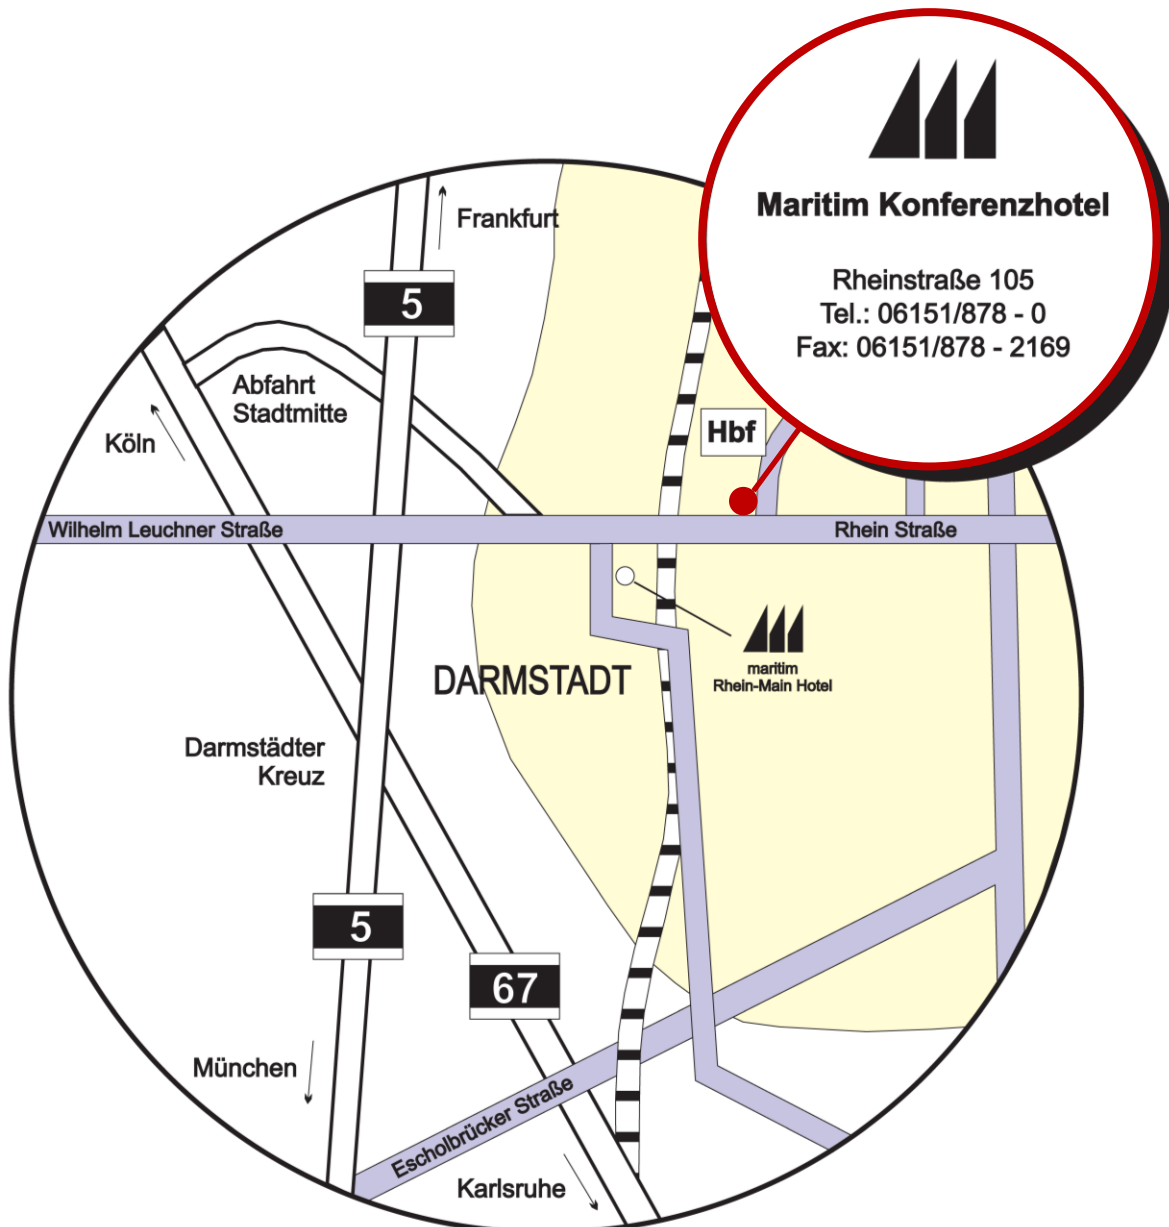 Maritim Konferenzhotel
Rheinstraße 105
Tel.: 06151/878 - 0
Fax: 06151/878 - 2169
Frankfurt
5
Abfahrt
Stadtmitte
Köln
Hbf
Wilhelm Leuchner Straße
Rhein Straße
maritim
Rhein-Main Hotel
DARMSTADT
Darmstädter
Kreuz
5
67
München
Escholbrücker Straße
Karlsruhe